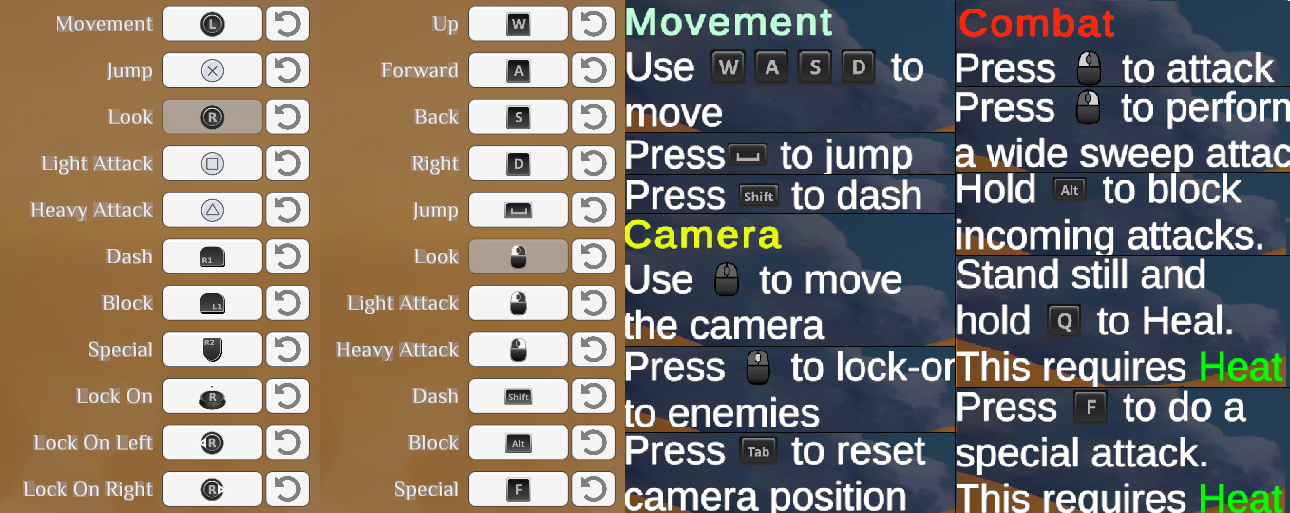 Movement L
Jump
Look R
Light Attack
Heavy Attack
Dash R1
Block L1
Special R2
Lock On R
Lock On Left R
Lock On Right R
Up W
Forward A
Back S
Right D
Jump
Look
Light Attack
Heavy Attack
Dash Shift
Block Alt
Special F
Movement
Use W A S D to
move
Press to jump
Press Shift to dash
Camera
Use to move
the camera
Press to lock-on
to enemies
Press Tab to reset
camera position
Combat
Press to attack
Press to perform
a wide sweep attac
Hold Alt to block
incoming attacks.
Stand still and
hold Q to Heal.
This requires Heat
Press F to do a
special attack.
This requires Heat